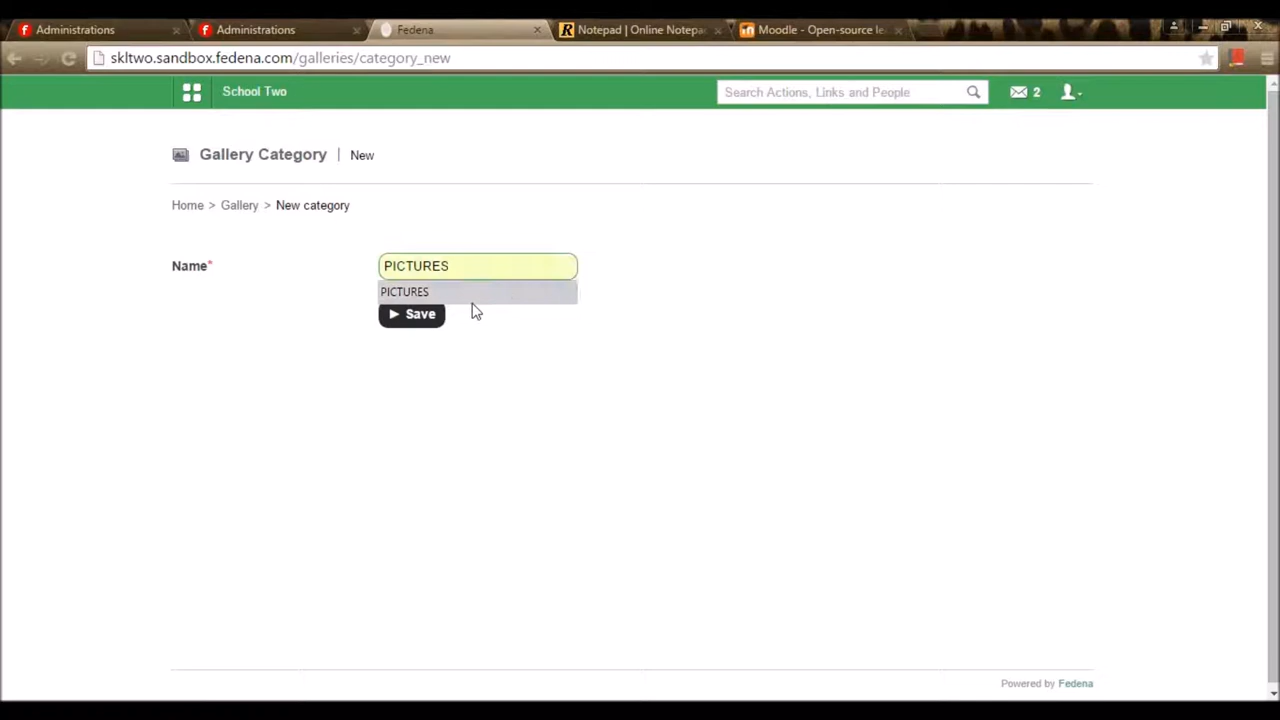 Administrations
Administrations
Fedena
Notepad | Online Notepa
Moodle - Open-source le
skltwo.sandbox.fedena.com/galleries/category_new
School Two
Search Actions, Links and People
2
Gallery Category | New
Home > Gallery > New category
Name*
PICTURES
PICTURES
Save
Powered by Fedena